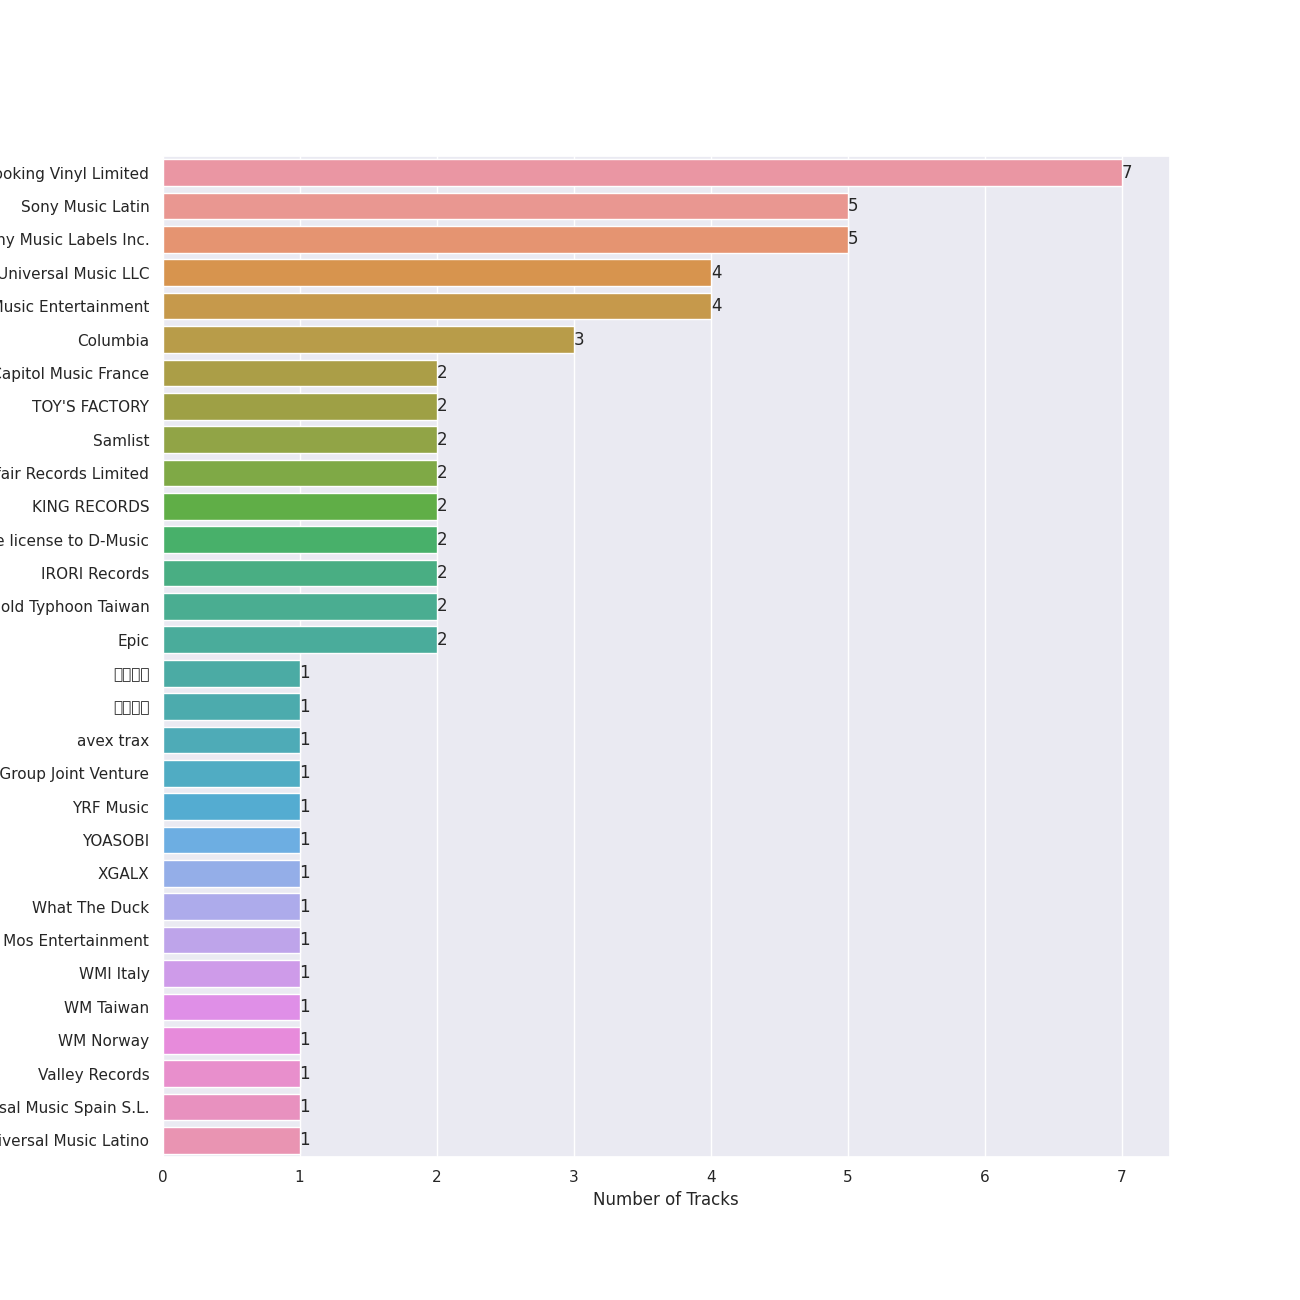 ooking Vinyl Limited 7
Sony Music Latin 5
ny Music Labels Inc. 5
Universal Music LLC 4
Music Entertainment 4
Columbia 3
Capitol Music France 2
TOY'S FACTORY 2
Samlist 2
fair Records Limited 2
KING RECORDS 2
e license to D-Music 2
IRORI Records 2
old Typhoon Taiwan 2
Epic 2
1
1
avex trax 1
Group Joint Venture 1
YRF Music 1
YOASOBI 1
XGALX 1
What The Duck 1
Mos Entertainment 1
WMI Italy 1
WM Taiwan 1
WM Norway 1
Valley Records 1
sal Music Spain S.L. 1
iversal Music Latino 1
0 1 2 3 4 5 6 7
Number of Tracks